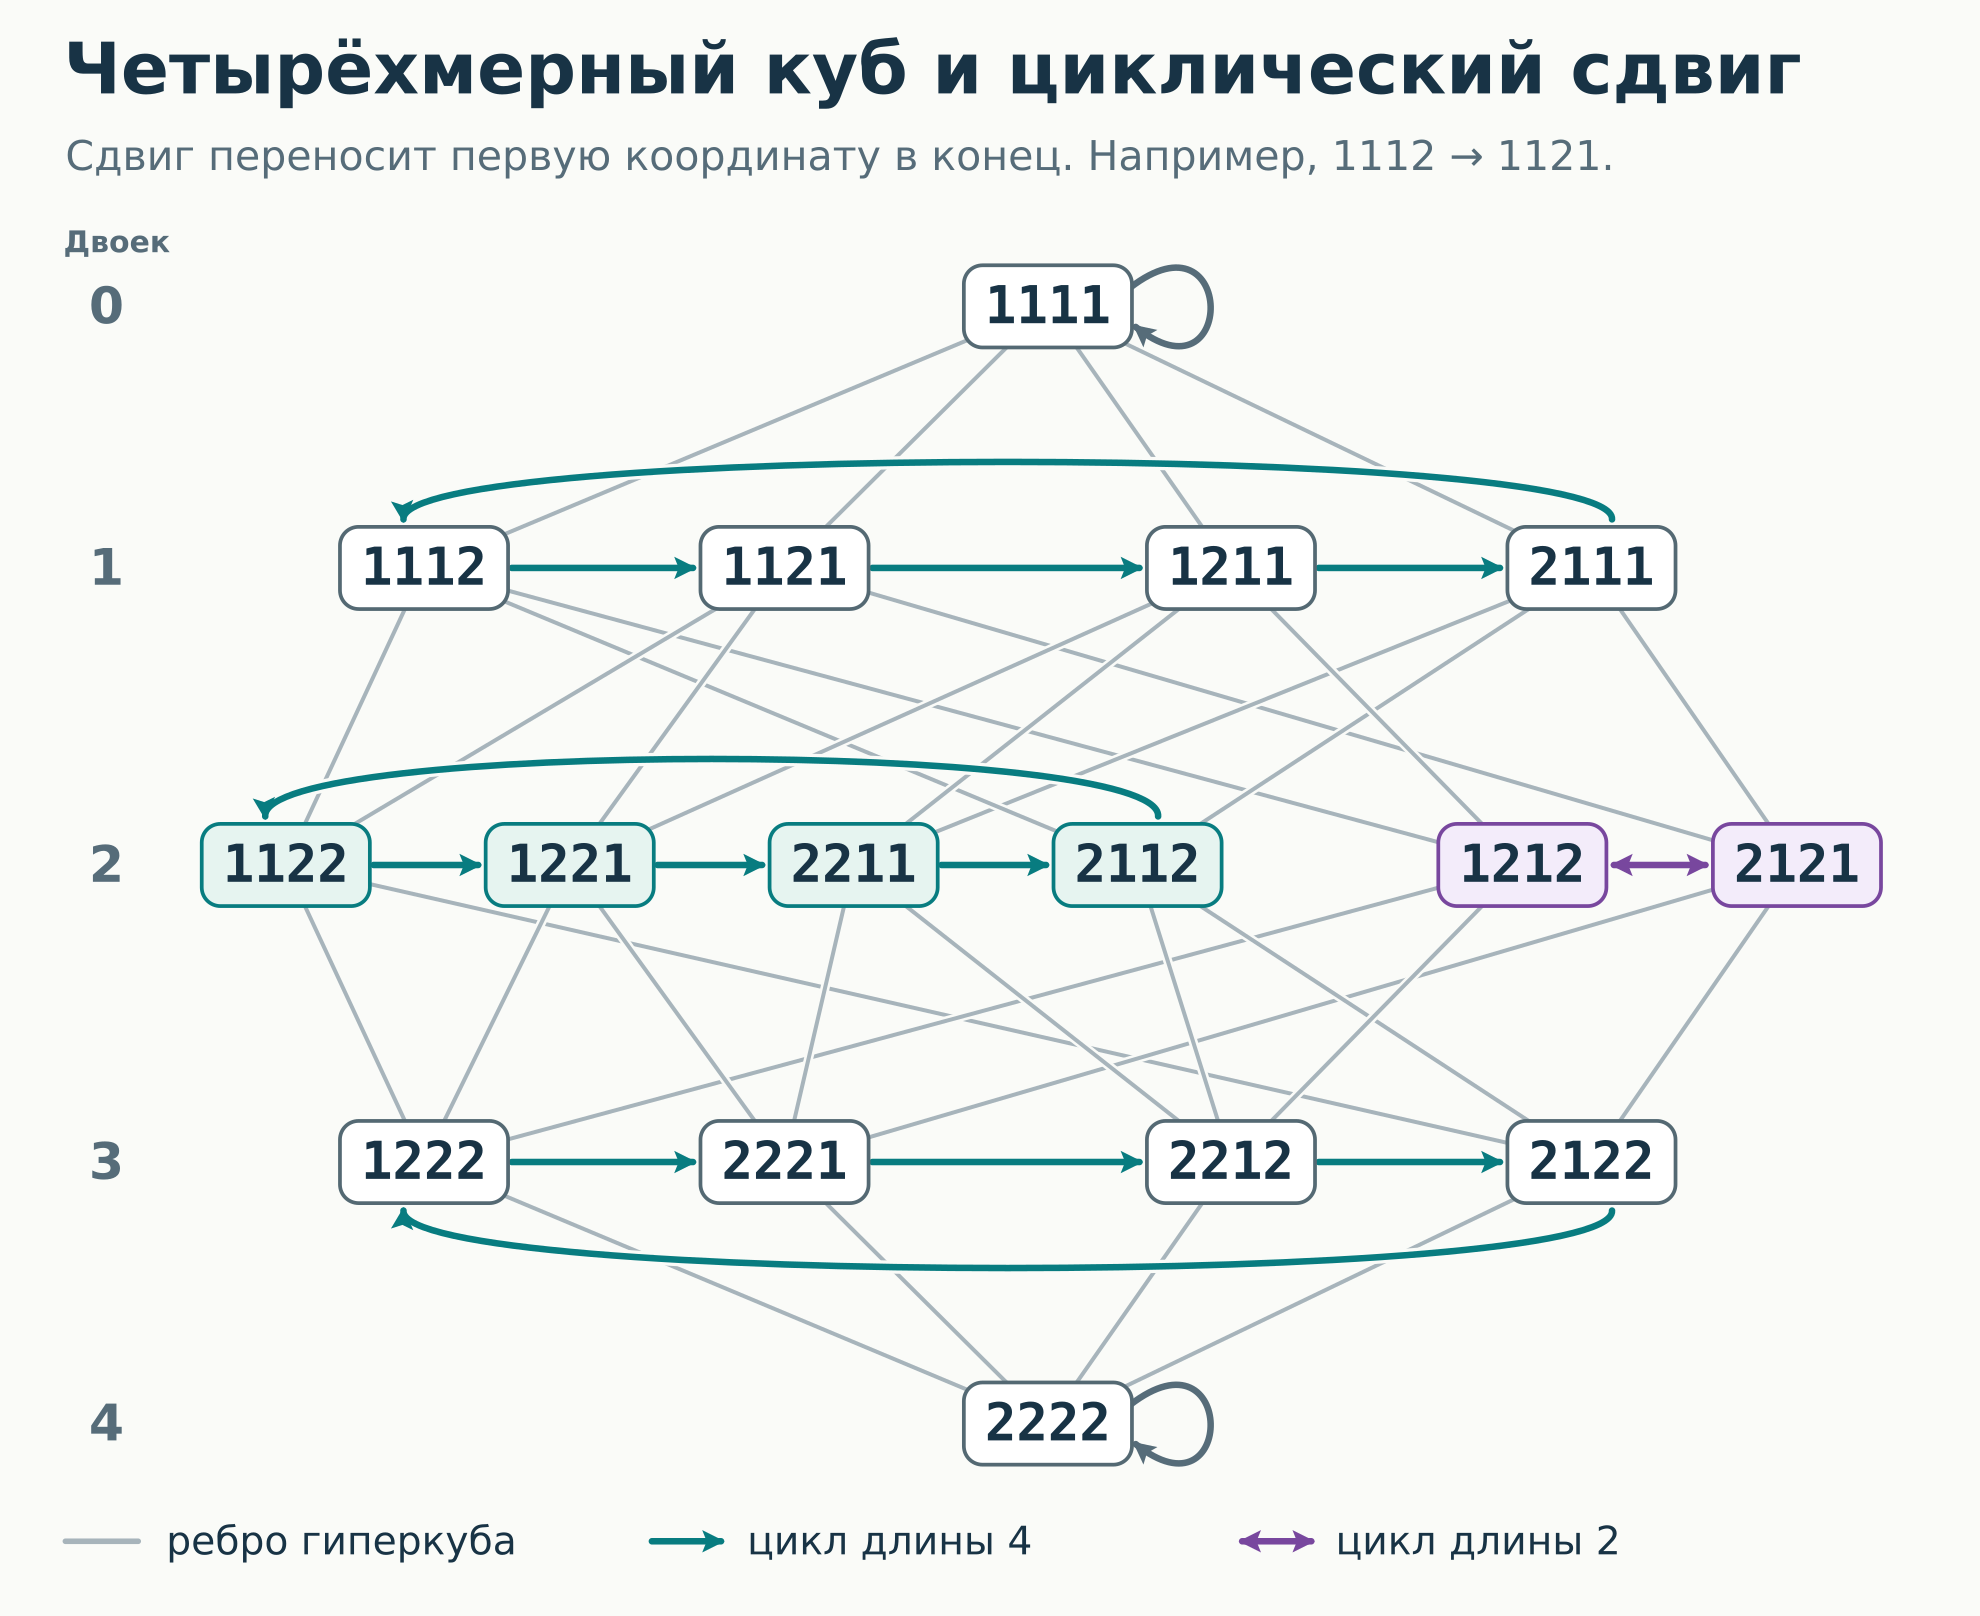 Четырёхмерный куб и циклический сдвиг
Сдвиг переносит первую координату в конец. Например, 1112 → 1121.
Двоек
0
1111
1
1112 1121 1211 2111
2
1122 1221 2211 2112 1212 2121
3
1222 2221 2212 2122
4
2222
ребро гиперкуба цикл длины 4 цикл длины 2